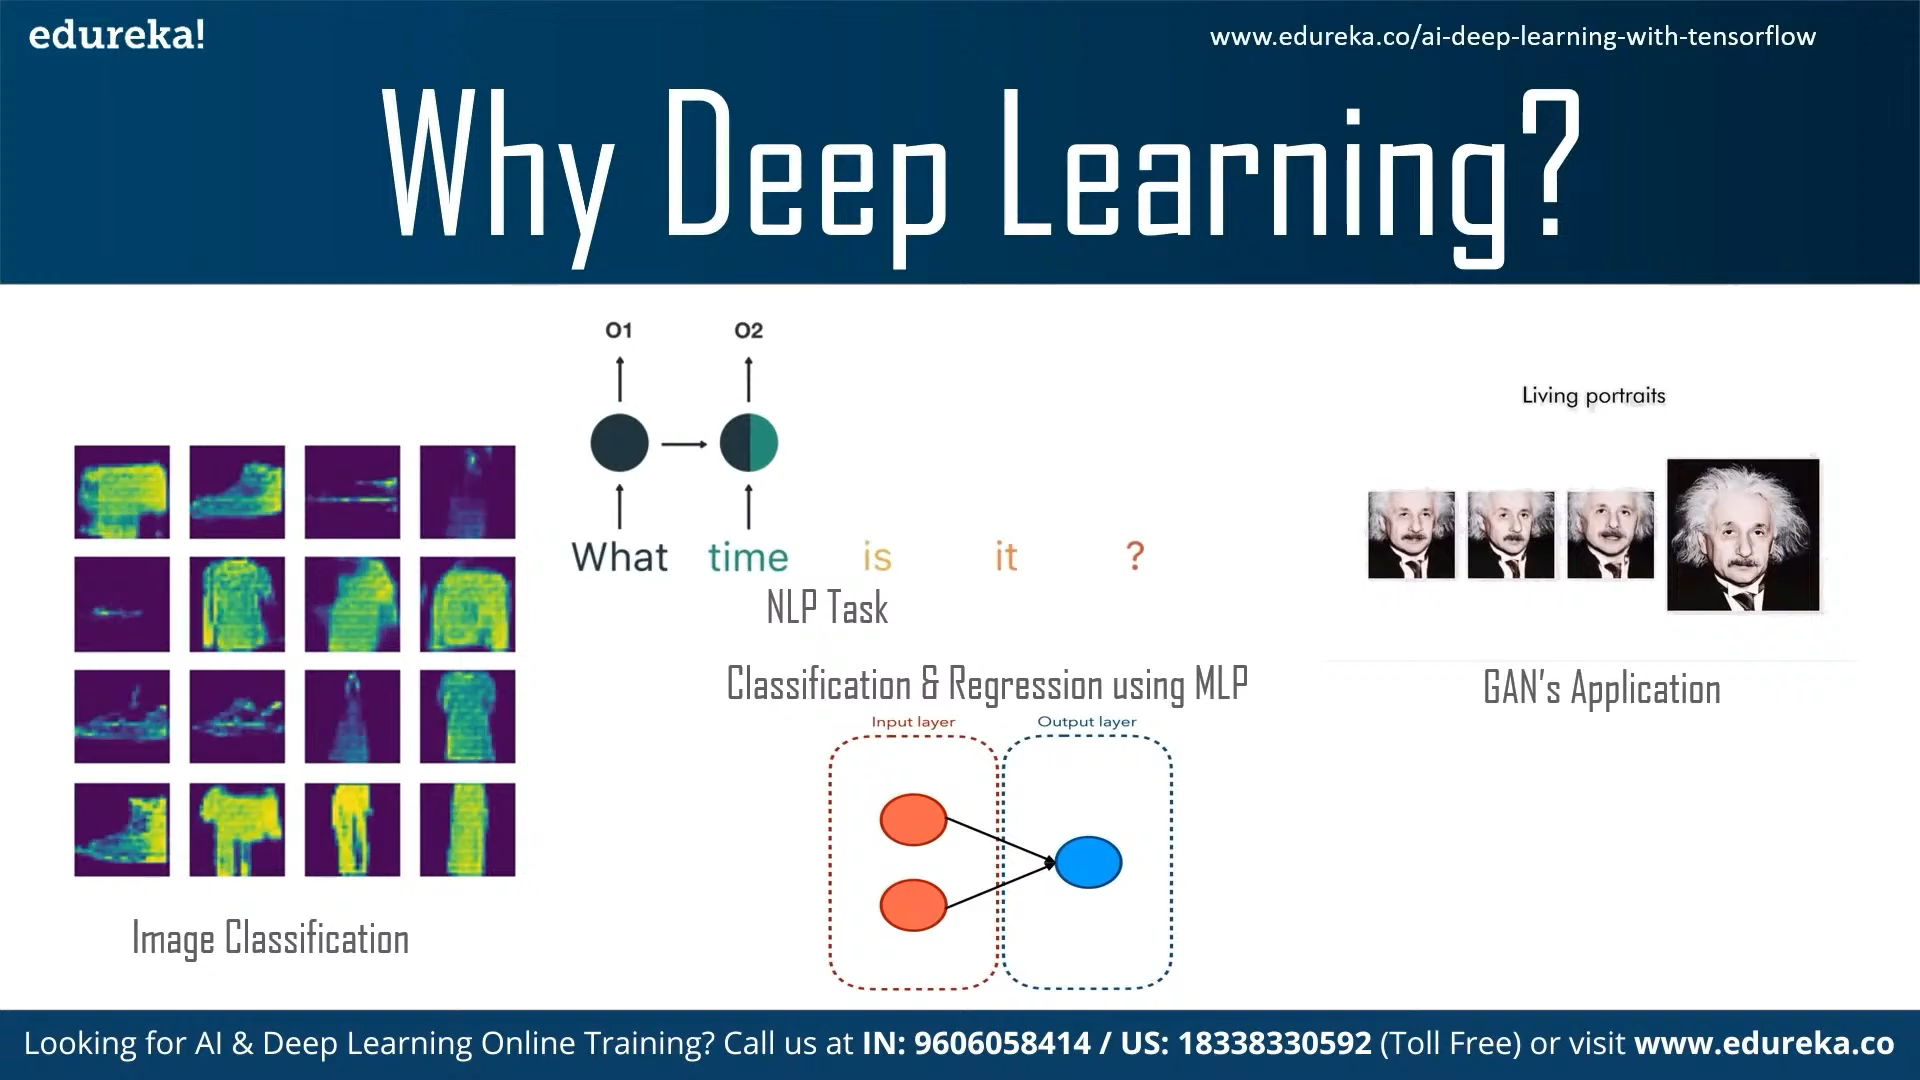 edureka!
www.edureka.co/ai-deep-learning-with-tensorflow
Why Deep Learning?
O1 O2
What time is it ?
NLP Task
Living portraits
Classification & Regression using MLP
GAN's Application
Input layer Output layer
Image Classification
Looking for AI & Deep Learning Online Training? Call us at IN: 9606058414 / US: 18338330592 (Toll Free) or visit www.edureka.co